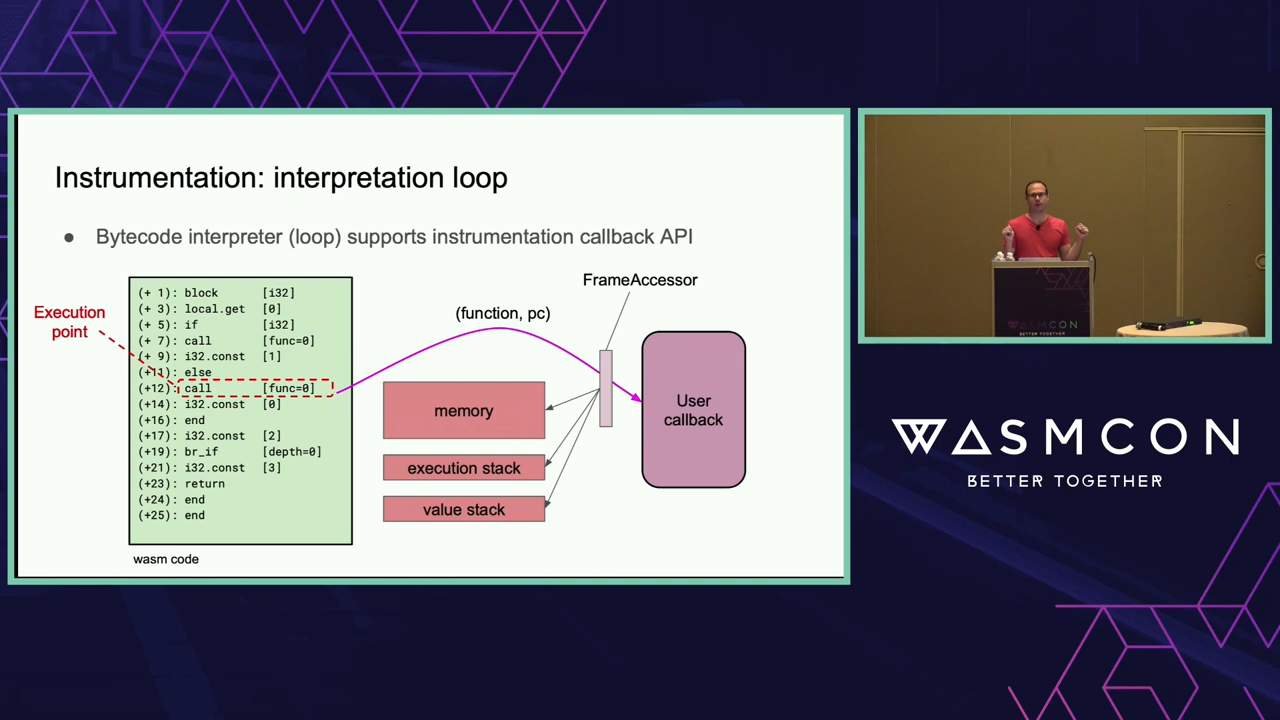 Instrumentation: interpretation loop
● Bytecode interpreter (loop) supports instrumentation callback API
Execution
point
(+ 1): block [i32]
(+ 3): local.get [0]
(+ 5): if [i32]
(+ 7): call [func=0]
(+ 9): i32.const [1]
(+11): else
(+12): call [func=0]
(+14): i32.const [0]
(+16): end
(+17): i32.const [2]
(+19): br_if [depth=0]
(+21): i32.const [3]
(+23): return
(+24): end
(+25): end
wasm code
(function, pc)
FrameAccessor
memory
execution stack
value stack
User
callback
WASMCON
BETTER TOGETHER
WASMCON
BETTER TOGETHER